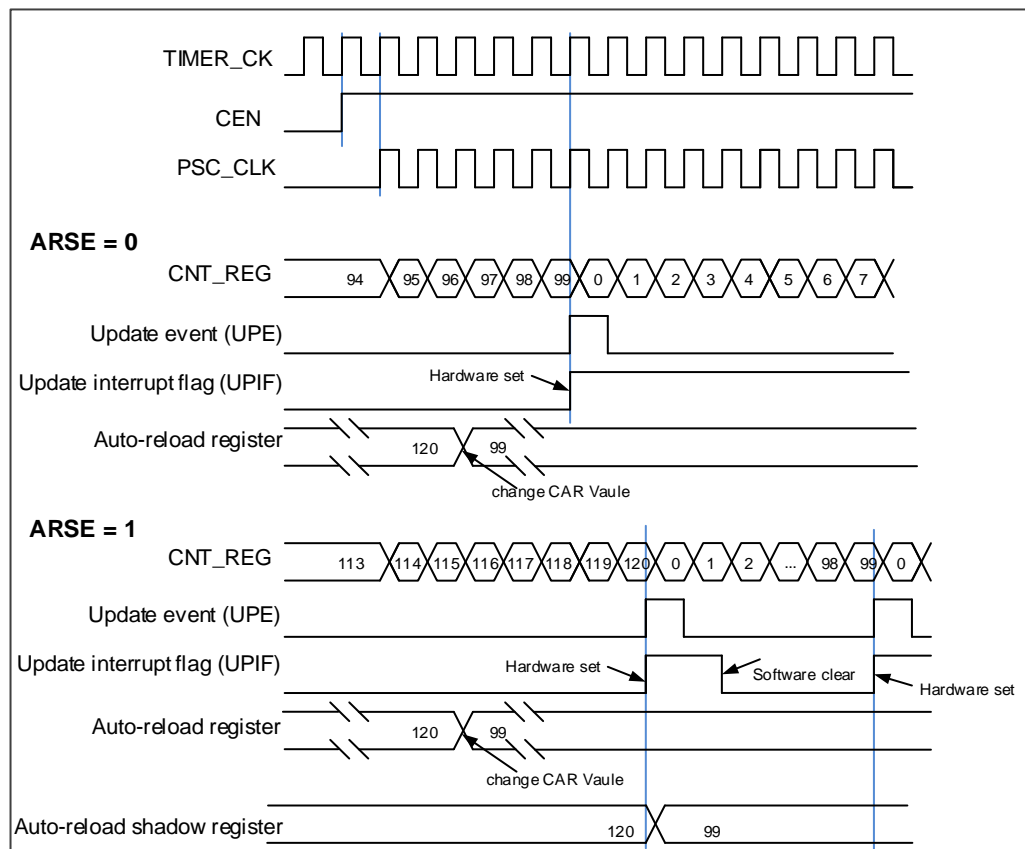 TIMER_CK
CEN
PSC_CLK
ARSE = 0
CNT_REG 94 95 96 97 98 99 0 1 2 3 4 5 6 7
Update event (UPE)
Hardware set
Update interrupt flag (UPIF)
Auto-reload register 120 99
change CAR Vaule
ARSE = 1
CNT_REG 113 114 115 116 117 118 119 120 0 1 2 ... 98 99 0
Update event (UPE)
Update interrupt flag (UPIF) Hardware set Software clear Hardware set
Auto-reload register 120 99
change CAR Vaule
Auto-reload shadow register 120 99